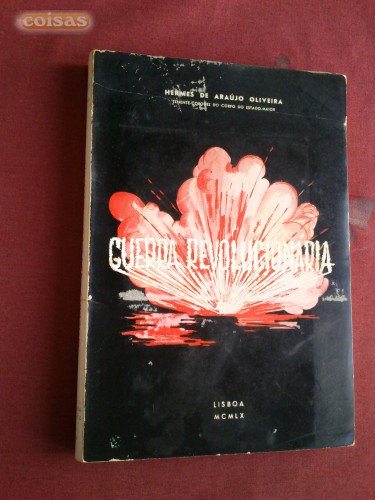 coisas
HERMES DE ARAÚJO OLIVEIRA
TENENTE-CORONEL DO CORPO DO ESTADO-MAIOR
GUERRA REVOLUCIONÁRIA
LISBOA
MCMLX